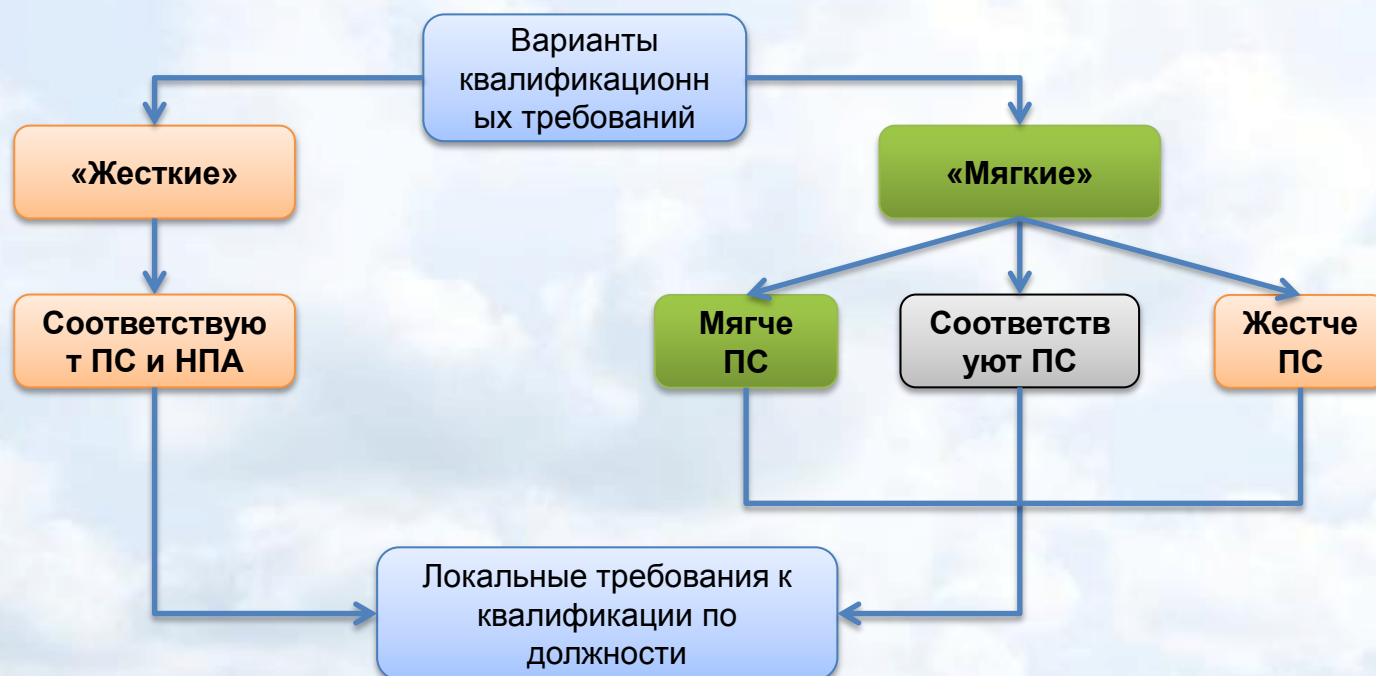 Варианты
квалификационн
ых требований
«Жесткие»
«Мягкие»
Соответствую
т ПС и НПА
Мягче
ПС
Соответств
уют ПС
Жестче
ПС
Локальные требования к
квалификации по
должности